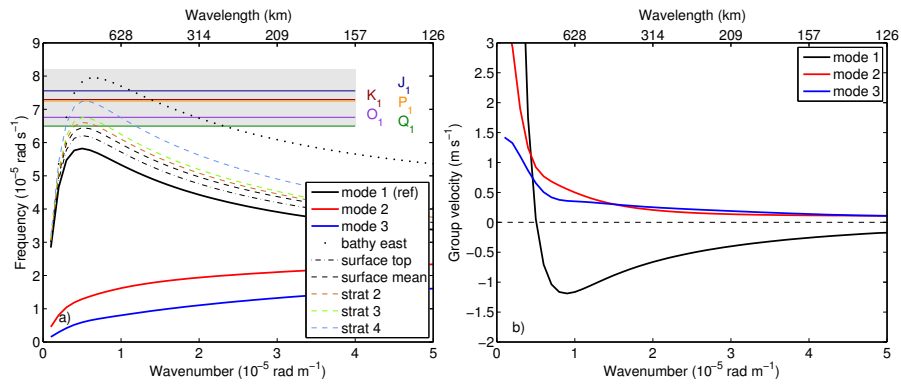 Wavelength (km)
628 314 209 157 126
9
8
7
6
5
4
3
2
1
0
Frequency (10⁻⁵ rad s⁻¹)
K₁
J₁
P₁
O₁
Q₁
mode 1 (ref)
mode 2
mode 3
bathy east
surface top
surface mean
strat 2
strat 3
strat 4
a)
0 1 2 3 4 5
Wavenumber (10⁻⁵ rad m⁻¹)
Wavelength (km)
628 314 209 157 126
3
2.5
2
1.5
1
0.5
0
−0.5
−1
−1.5
−2
Group velocity (m s⁻¹)
mode 1
mode 2
mode 3
b)
0 1 2 3 4 5
Wavenumber (10⁻⁵ rad m⁻¹)